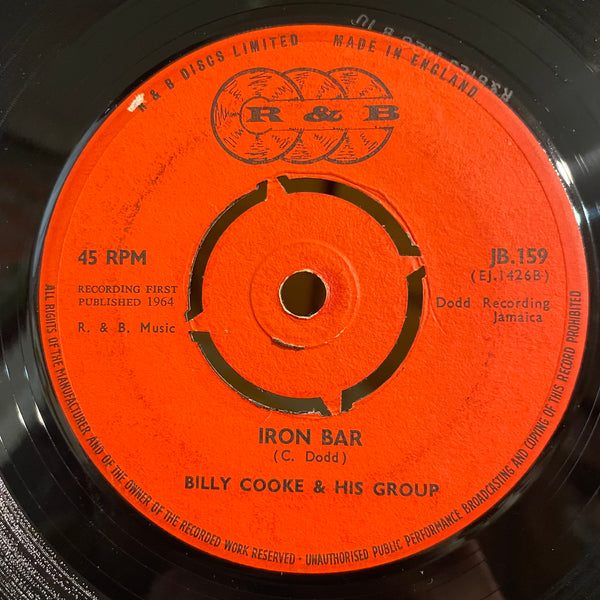 R & B DISCS LIMITED MADE IN ENGLAND
R & B
45 RPM
JB.159
(EJ.1426B)
RECORDING FIRST
PUBLISHED 1964
R. & B. Music
Dodd Recording
Jamaica
IRON BAR
(C. Dodd)
BILLY COOKE & HIS GROUP
ALL RIGHTS OF THE MANUFACTURER AND OF THE OWNER OF THE RECORDED WORK RESERVED - UNAUTHORISED PUBLIC PERFORMANCE BROADCASTING AND COPYING OF THIS RECORD PROHIBITED